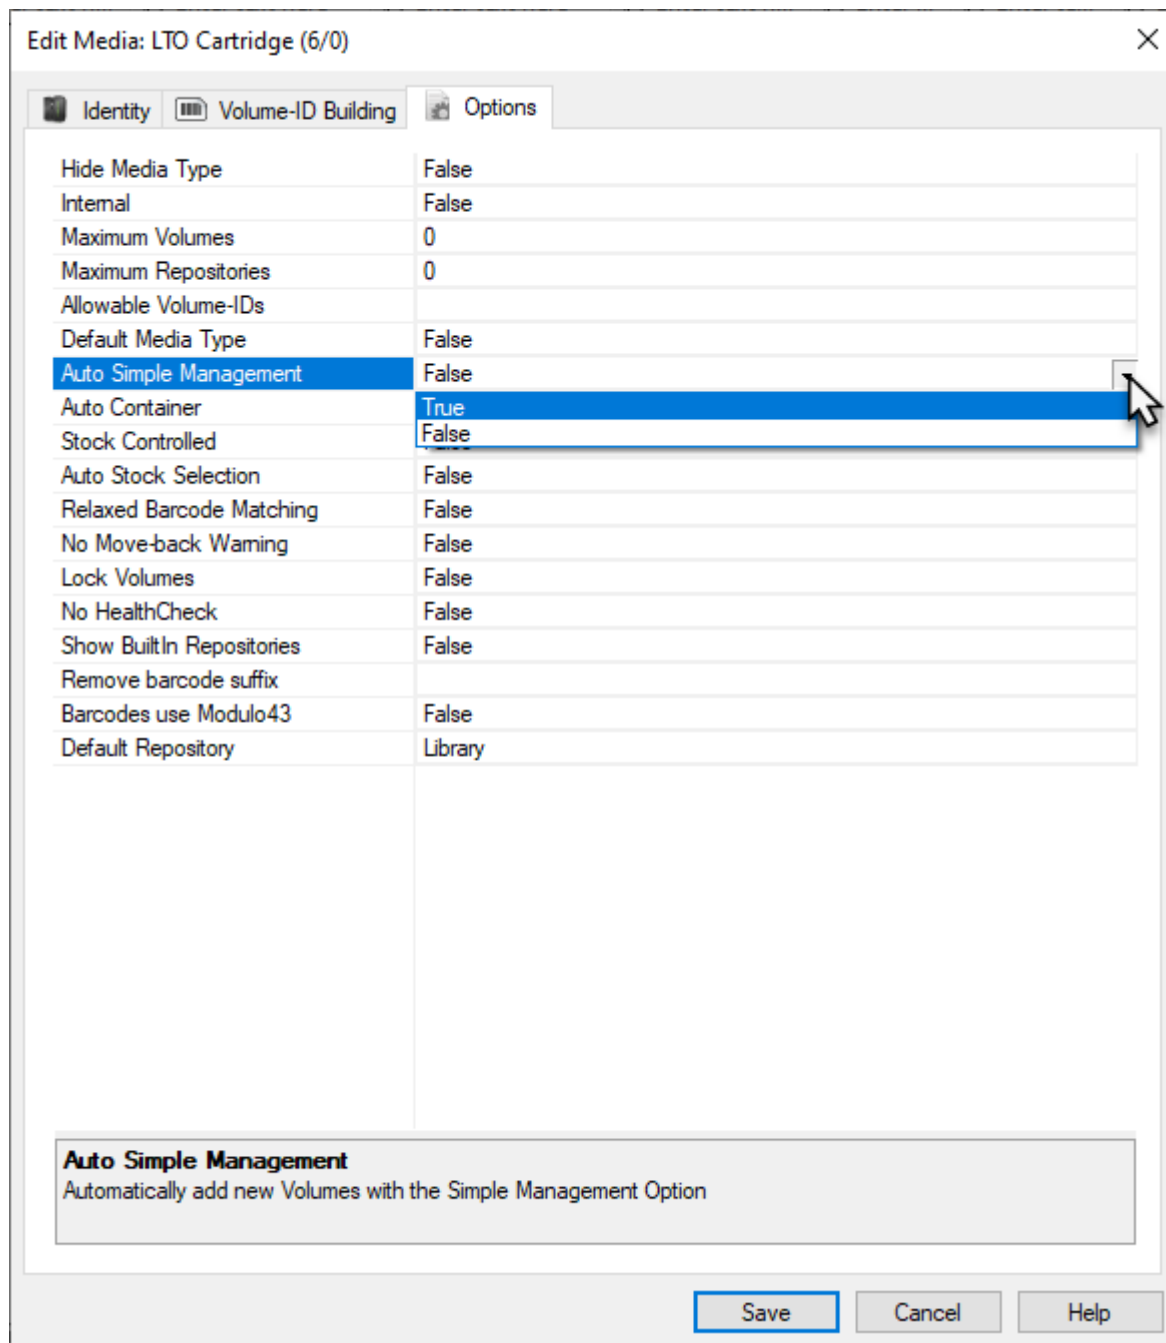 Edit Media: LTO Cartridge (6/0)
Identity Volume-ID Building Options
Hide Media Type False
Internal False
Maximum Volumes 0
Maximum Repositories 0
Allowable Volume-IDs
Default Media Type False
Auto Simple Management False
Auto Container True
False
Stock Controlled
Auto Stock Selection False
Relaxed Barcode Matching False
No Move-back Warning False
Lock Volumes False
No HealthCheck False
Show BuiltIn Repositories False
Remove barcode suffix
Barcodes use Modulo43 False
Default Repository Library
Auto Simple Management
Automatically add new Volumes with the Simple Management Option
Save Cancel Help